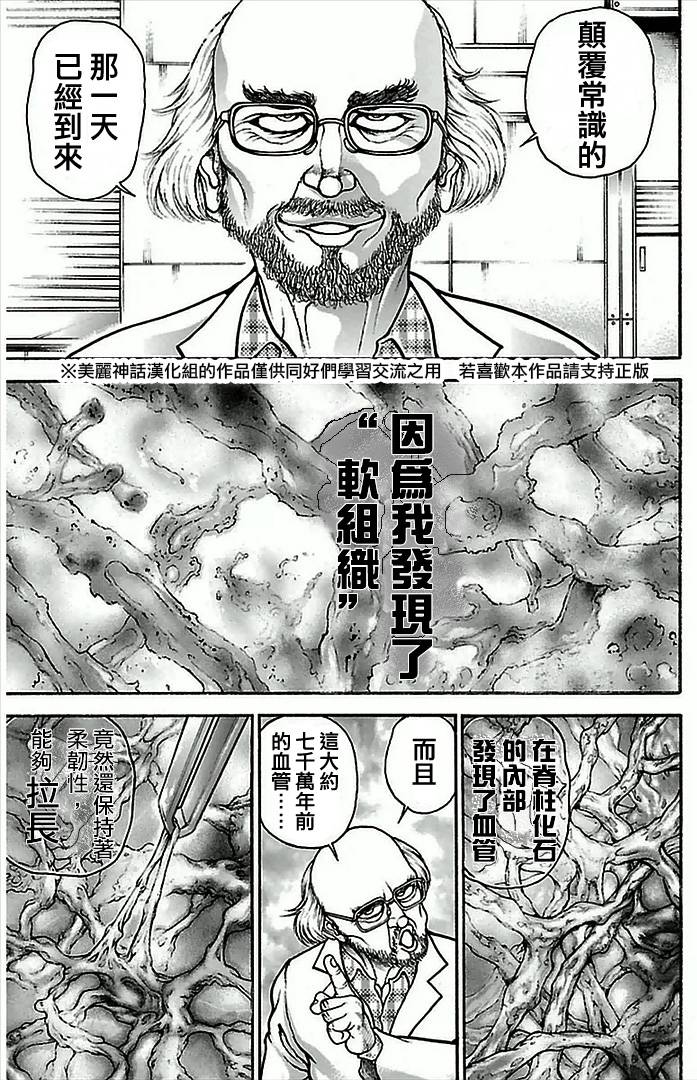 顛覆常識的
那一天
已經到來
※美麗神話漢化組的作品僅供同好們學習交流之用　若喜歡本作品請支持正版
因為我發現了
“軟組織”
在脊柱化石
的內部
發現了血管
而且
這大約
七千萬年前
的血管……
竟然還保持著
柔韌性，
能夠拉長